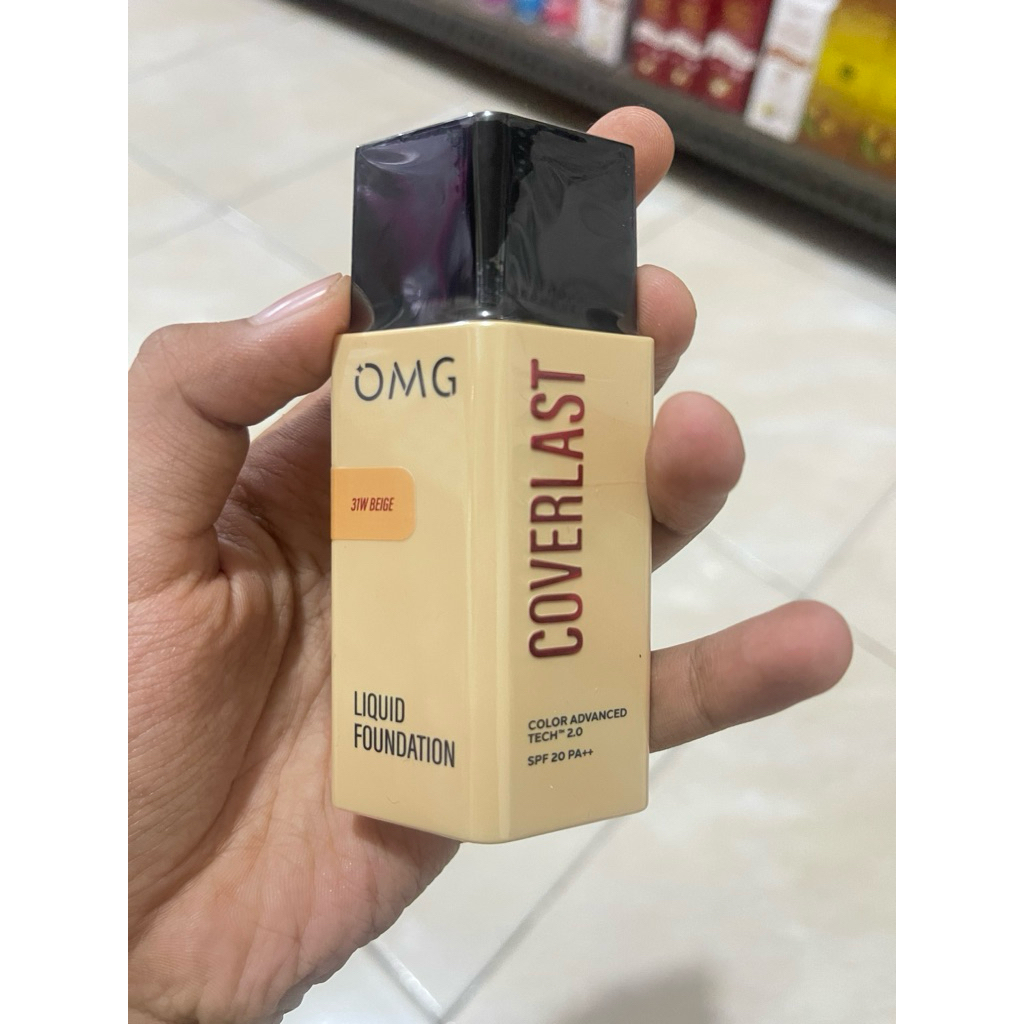 OMG
31W BEIGE
LIQUID
FOUNDATION
COVERLAST
COLOR ADVANCED
TECH™ 2.0
SPF 20 PA++